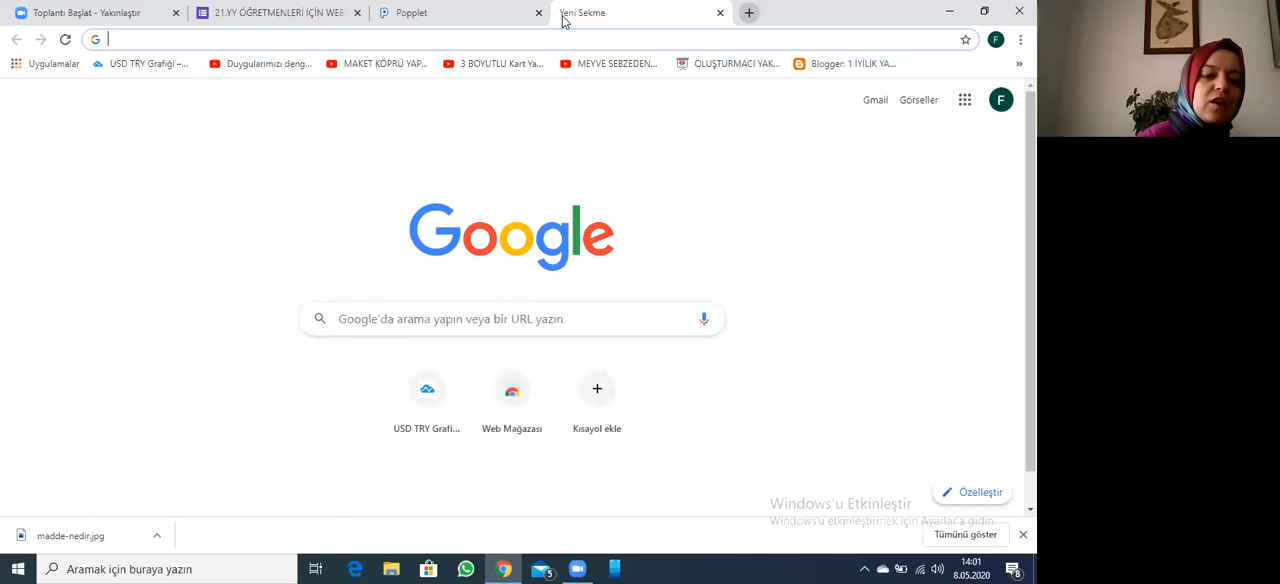 Toplantı Başlat - Yakınlaştır
21.YY ÖĞRETMENLERİ İÇİN WEB
Popplet
Yeni Sekme
Uygulamalar
USD TRY Grafiği –...
Duygularımızı deng...
MAKET KÖPRÜ YAP...
3 BOYUTLU Kart Ya...
MEYVE SEBZEDEN...
OLUŞTURMACI YAK...
Blogger: 1 İYİLİK YA...
»
Gmail
Görseller
F
F
Google
Google'da arama yapın veya bir URL yazın
USD TRY Grafi...
Web Mağazası
Kısayol ekle
Özelleştir
Windows'u Etkinleştir
Windows'u etkinleştirmek için Ayarlar'a gidin.
madde-nedir.jpg
Tümünü göster
Aramak için buraya yazın
5
14:01
8.05.2020
8